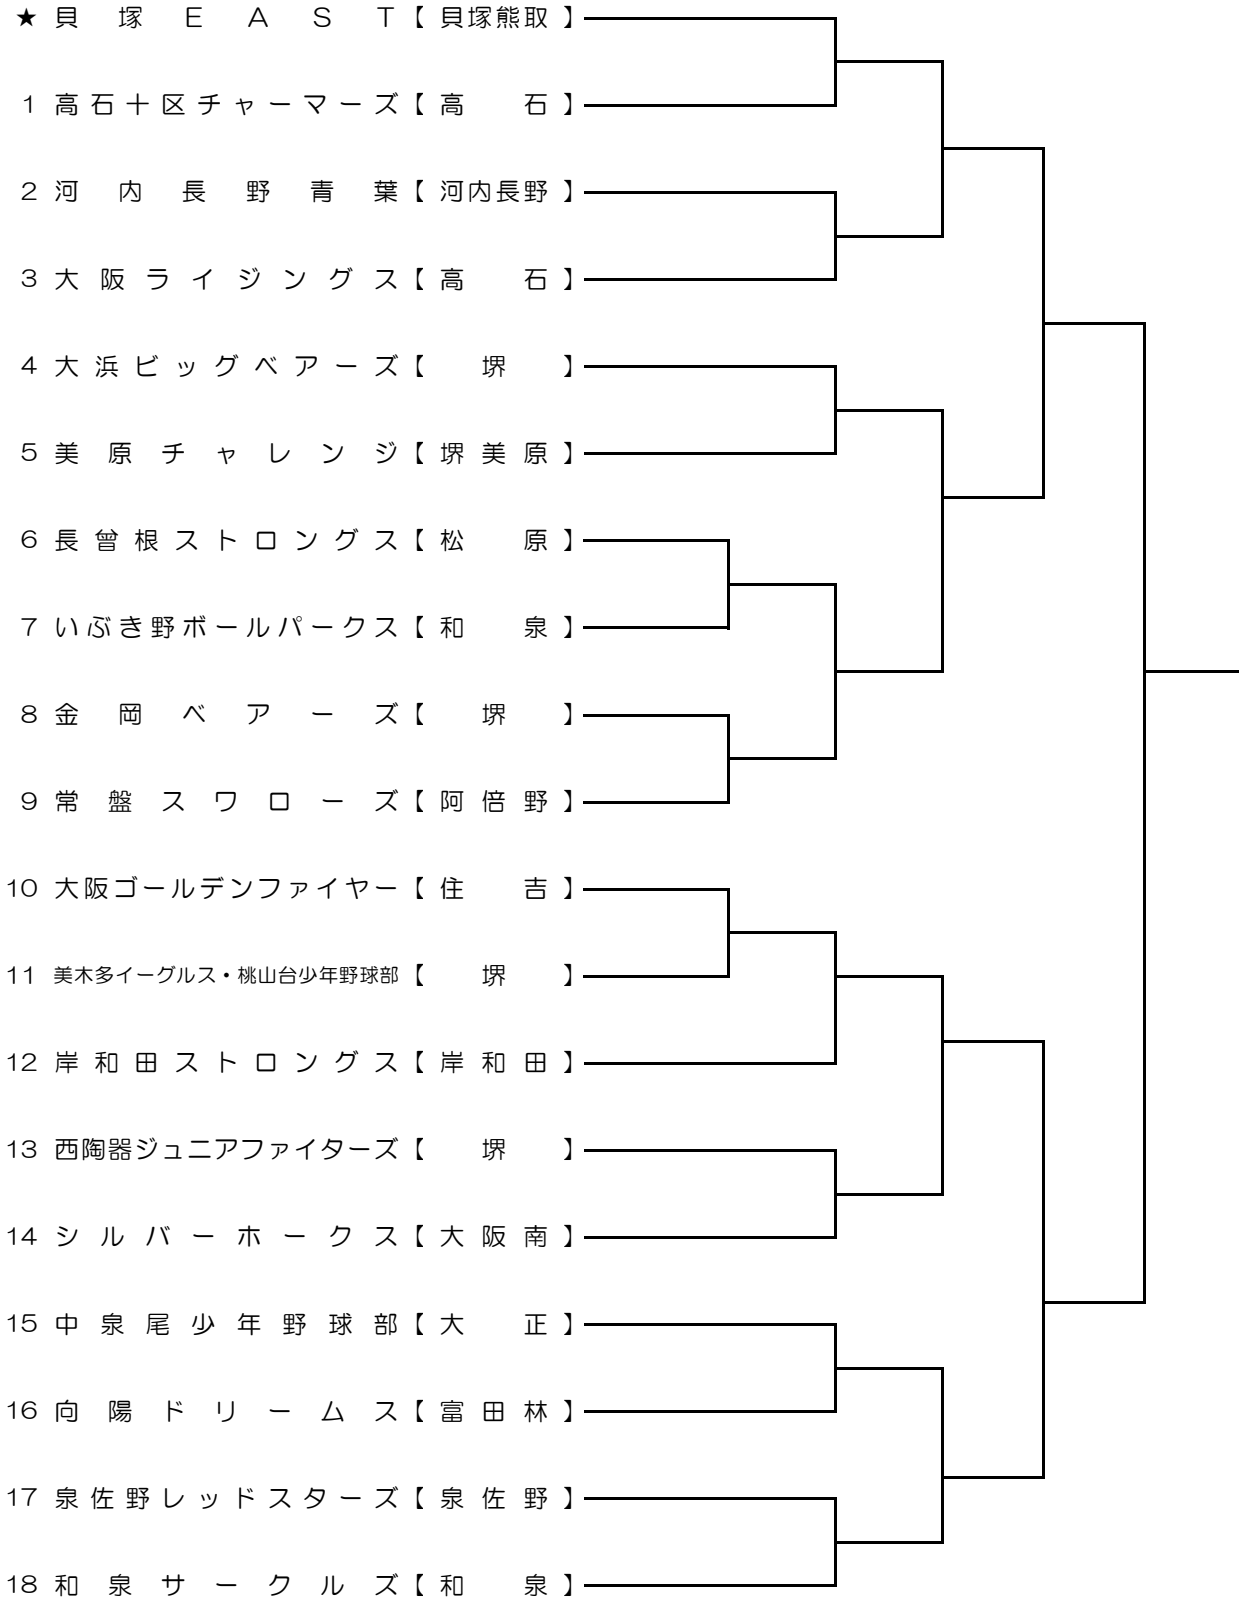 ★ 貝塚EAST【貝塚熊取】
1 高石十区チャーマーズ【高石】
2 河内長野青葉【河内長野】
3 大阪ライジングス【高石】
4 大浜ビッグベアーズ【堺】
5 美原チャレンジ【堺美原】
6 長曾根ストロングス【松原】
7 いぶき野ボールパークス【和泉】
8 金岡ベアーズ【堺】
9 常盤スワローズ【阿倍野】
10 大阪ゴールデンファイヤー【住吉】
11 美木多イーグルス・桃山台少年野球部【堺】
12 岸和田ストロングス【岸和田】
13 西陶器ジュニアファイターズ【堺】
14 シルバーホークス【大阪南】
15 中泉尾少年野球部【大正】
16 向陽ドリームス【富田林】
17 泉佐野レッドスターズ【泉佐野】
18 和泉サークルズ【和泉】